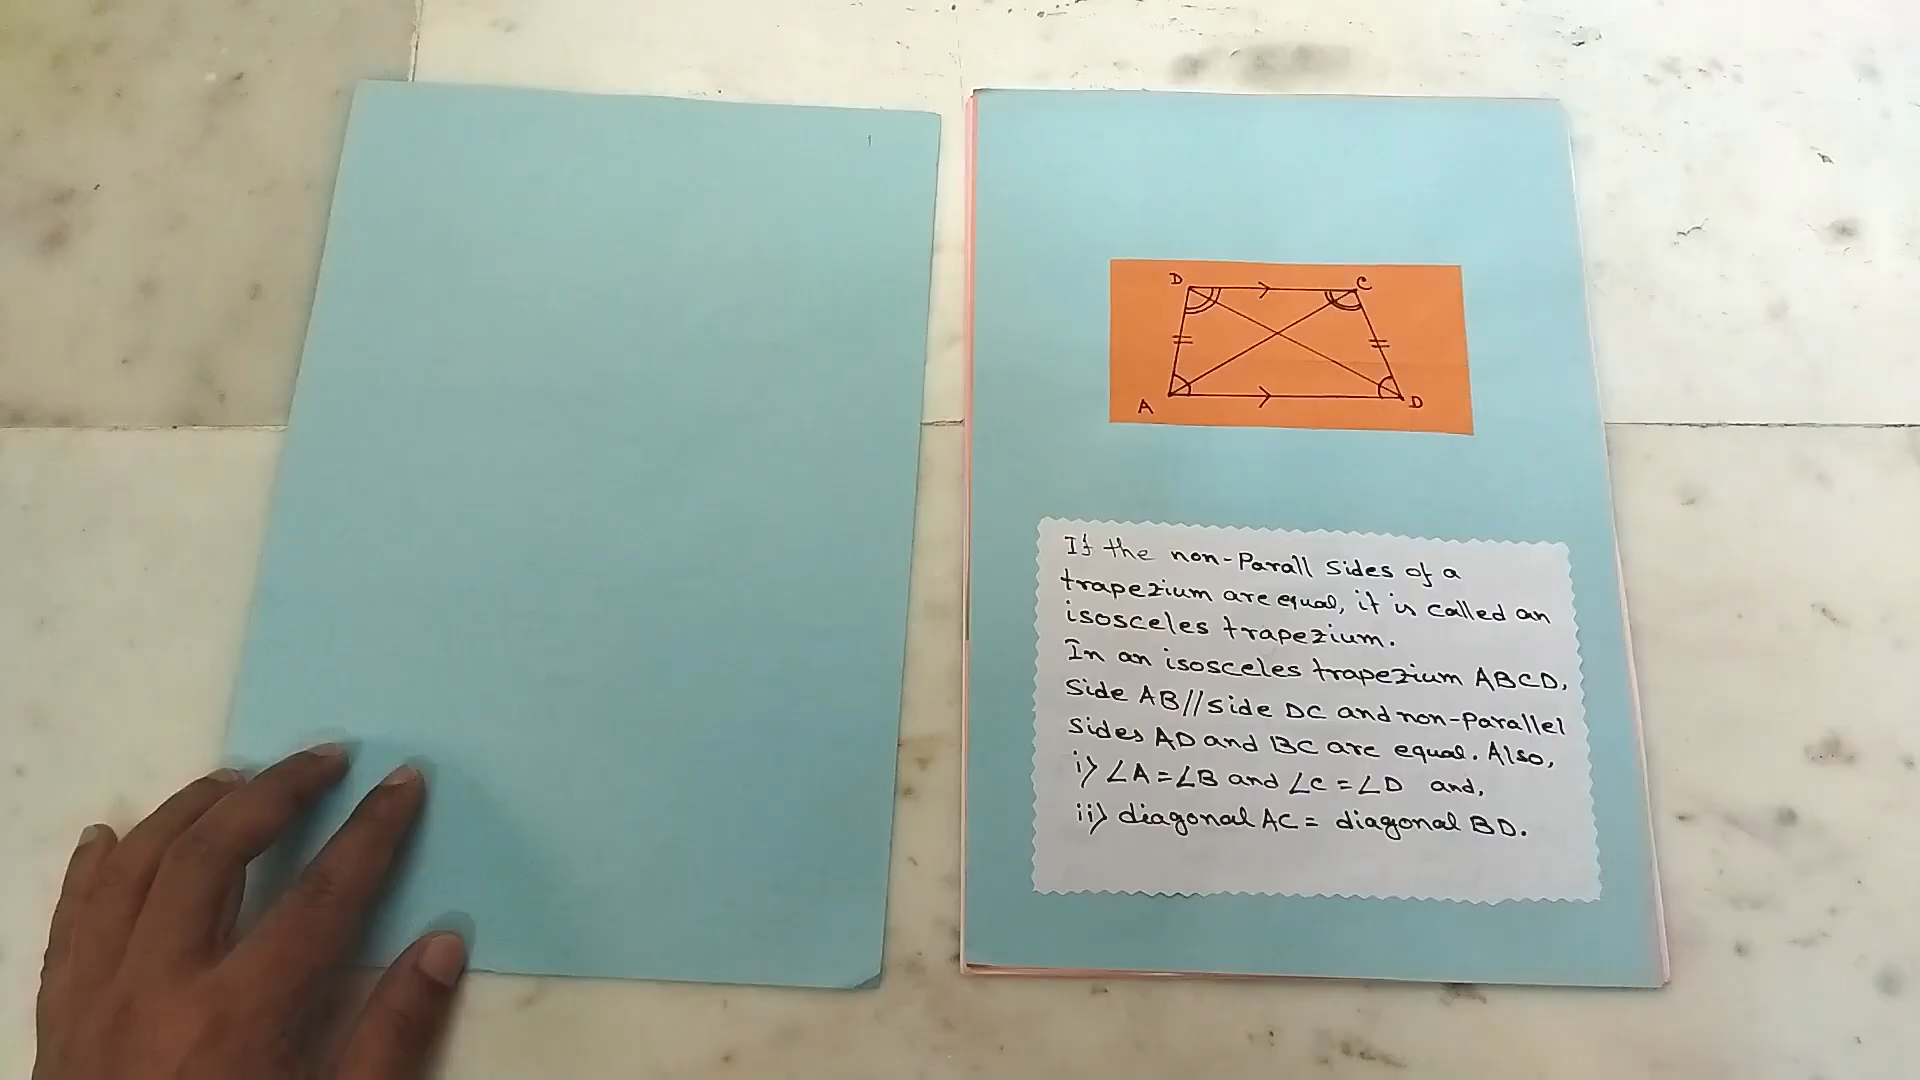 1
D C
A D
If the non-Parall sides of a
trapezium are equal, it is called an
isosceles trapezium.
In an isosceles trapezium ABCD,
Side AB//side DC and non-parallel
Sides AD and BC are equal. Also,
i) ∠A=∠B and ∠C=∠D and,
ii) diagonal AC = diagonal BD.